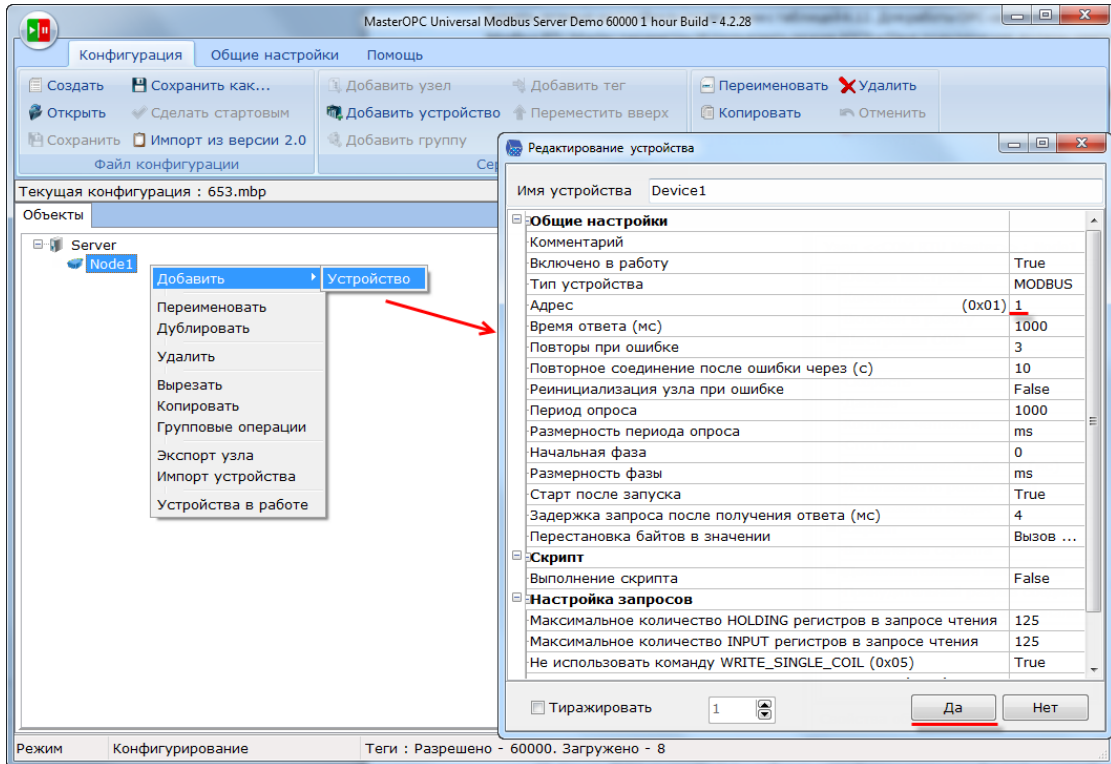 MasterOPC Universal Modbus Server Demo 60000 1 hour Build - 4.2.28
Конфигурация Общие настройки Помощь
Создать Сохранить как... Добавить узел Добавить тег Переименовать Удалить
Открыть Сделать стартовым Добавить устройство Переместить вверх Копировать Отменить
Сохранить Импорт из версии 2.0 Добавить группу
Файл конфигурации
Текущая конфигурация : 653.mbp
Объекты
Server
Node1
Добавить Устройство
Переименовать
Дублировать
Удалить
Вырезать
Копировать
Групповые операции
Экспорт узла
Импорт устройства
Устройства в работе
Редактирование устройства
Имя устройства Device1
Общие настройки
Комментарий
Включено в работу True
Тип устройства MODBUS
Адрес (0x01) 1
Время ответа (мс) 1000
Повторы при ошибке 3
Повторное соединение после ошибки через (с) 10
Реинициализация узла при ошибке False
Период опроса 1000
Размерность периода опроса ms
Начальная фаза 0
Размерность фазы ms
Старт после запуска True
Задержка запроса после получения ответа (мс) 4
Перестановка байтов в значении Вызов ...
Скрипт
Выполнение скрипта False
Настройка запросов
Максимальное количество HOLDING регистров в запросе чтения 125
Максимальное количество INPUT регистров в запросе чтения 125
Не использовать команду WRITE_SINGLE_COIL (0x05) True
Тиражировать 1 Да Нет
Режим Конфигурирование Теги : Разрешено - 60000. Загружено - 8